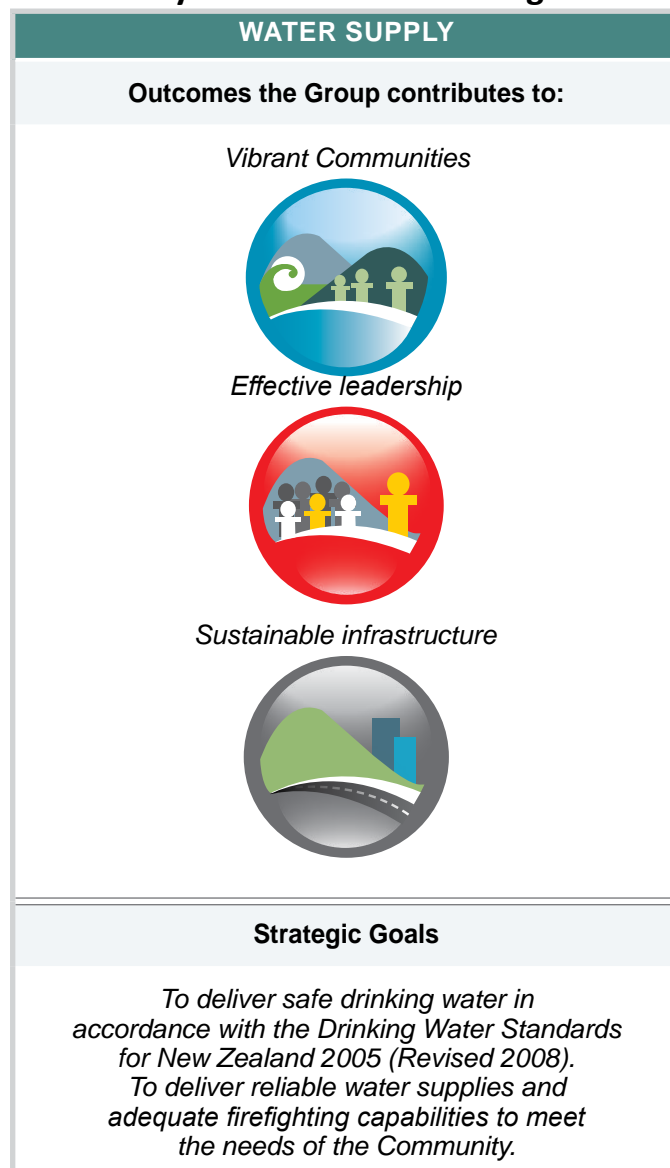 WATER SUPPLY
Outcomes the Group contributes to:
Vibrant Communities
Effective leadership
Sustainable infrastructure
Strategic Goals
To deliver safe drinking water in
accordance with the Drinking Water Standards
for New Zealand 2005 (Revised 2008).
To deliver reliable water supplies and
adequate firefighting capabilities to meet
the needs of the Community.